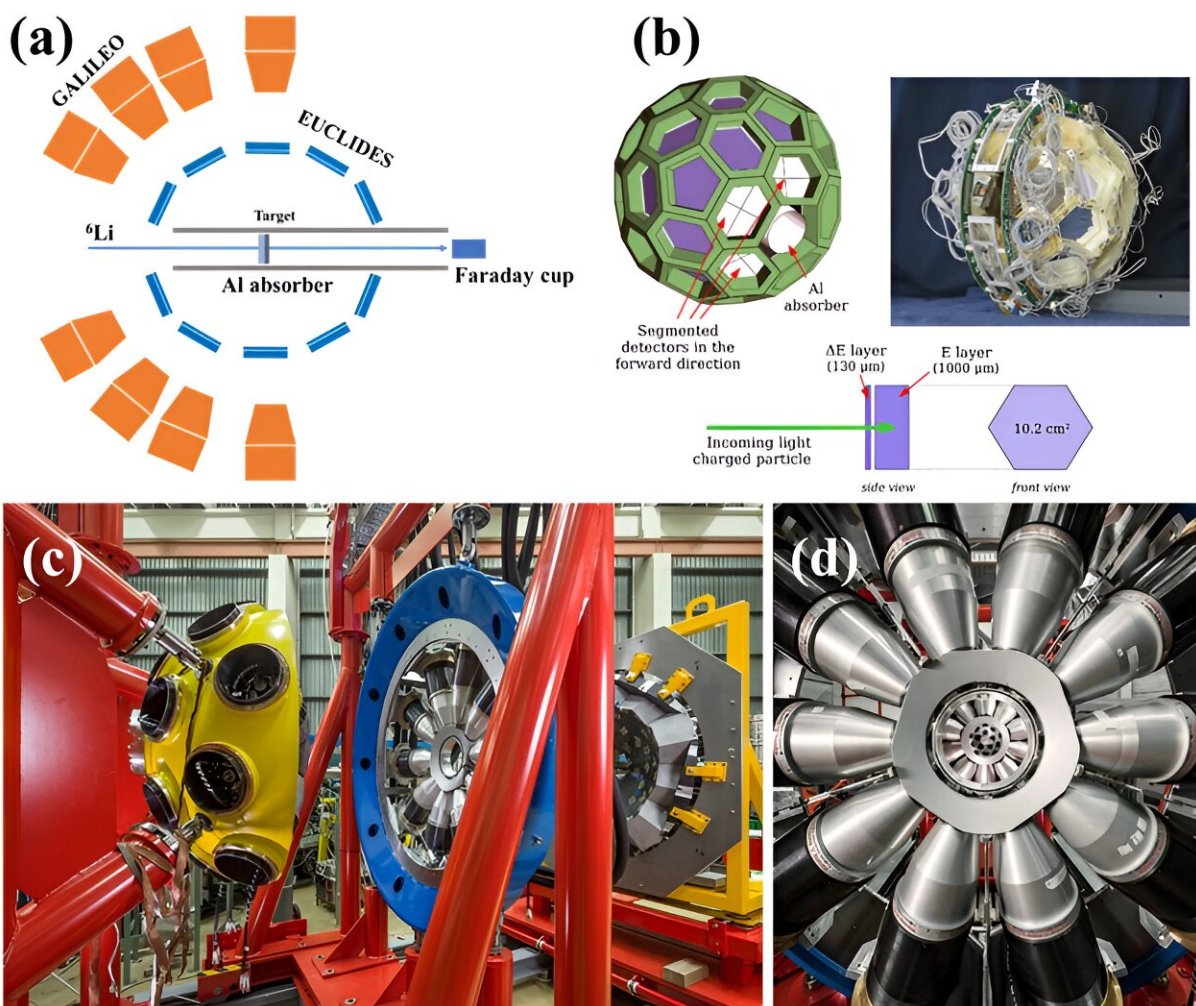 (a)
GALILEO
EUCLIDES
Target
⁶Li
Al absorber
Faraday cup
(b)
Al
absorber
Segmented
detectors in the
forward direction
ΔE layer
(130 μm)
E layer
(1000 μm)
Incoming light
charged particle
10.2 cm²
side view
front view
(c)
(d)